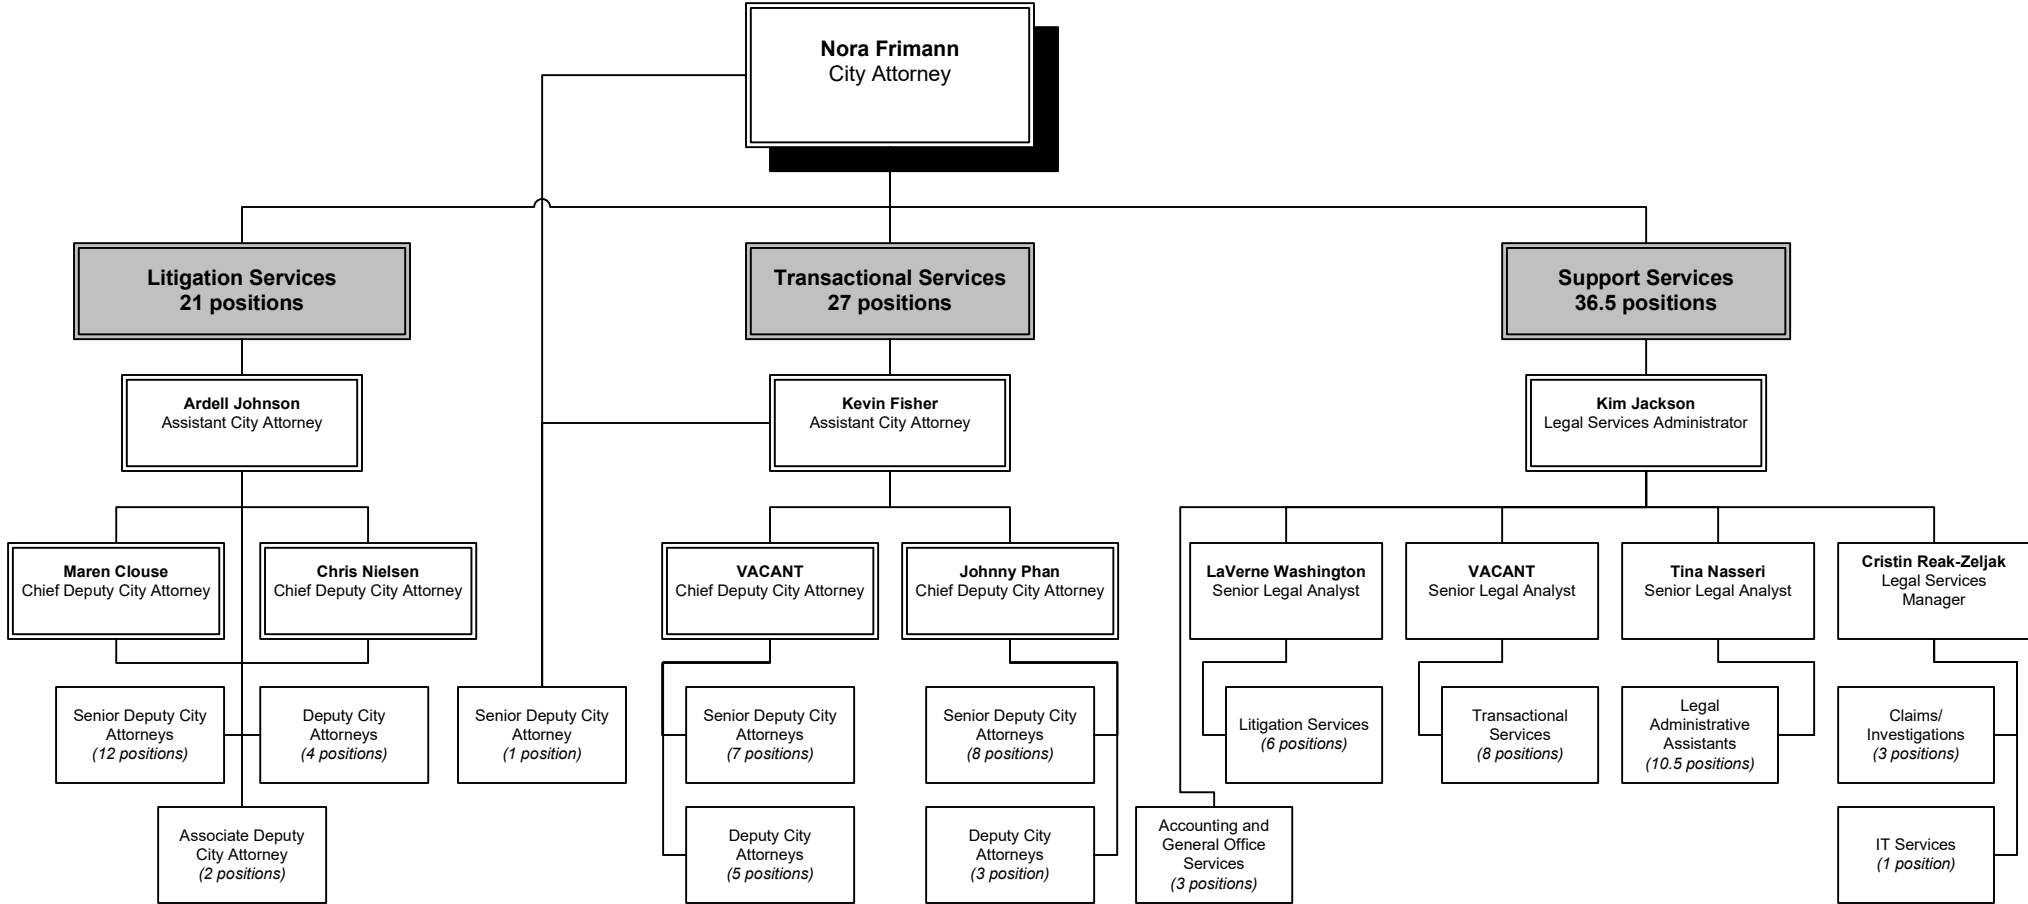 Nora Frimann
City Attorney
Litigation Services
21 positions
Transactional Services
27 positions
Support Services
36.5 positions
Ardell Johnson
Assistant City Attorney
Kevin Fisher
Assistant City Attorney
Kim Jackson
Legal Services Administrator
Maren Clouse
Chief Deputy City Attorney
Chris Nielsen
Chief Deputy City Attorney
VACANT
Chief Deputy City Attorney
Johnny Phan
Chief Deputy City Attorney
LaVerne Washington
Senior Legal Analyst
VACANT
Senior Legal Analyst
Tina Nasseri
Senior Legal Analyst
Cristin Reak-Zeljak
Legal Services
Manager
Senior Deputy City
Attorneys
(12 positions)
Deputy City
Attorneys
(4 positions)
Senior Deputy City
Attorney
(1 position)
Senior Deputy City
Attorneys
(7 positions)
Senior Deputy City
Attorneys
(8 positions)
Litigation Services
(6 positions)
Transactional
Services
(8 positions)
Legal
Administrative
Assistants
(10.5 positions)
Claims/
Investigations
(3 positions)
Associate Deputy
City Attorney
(2 positions)
Deputy City
Attorneys
(5 positions)
Deputy City
Attorneys
(3 position)
Accounting and
General Office
Services
(3 positions)
IT Services
(1 position)